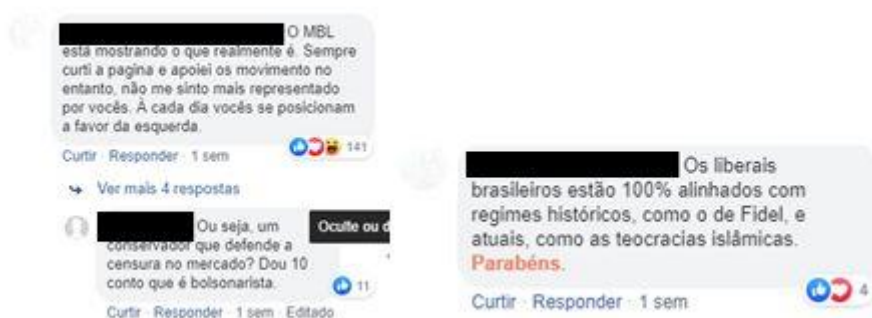 O MBL
está mostrando o que realmente é. Sempre
curti a pagina e apoiei os movimento no
entanto, não me sinto mais representado
por vocês. À cada dia vocês se posicionam
a favor da esquerda.
141
Curtir · Responder · 1 sem
Ver mais 4 respostas
Ou seja, um
conservador que defende a
censura no mercado? Dou 10
conto que é bolsonarista.
Oculte ou d
11
Curtir · Responder · 1 sem · Editado
Os liberais
brasileiros estão 100% alinhados com
regimes históricos, como o de Fidel, e
atuais, como as teocracias islâmicas.
Parabéns.
4
Curtir · Responder · 1 sem